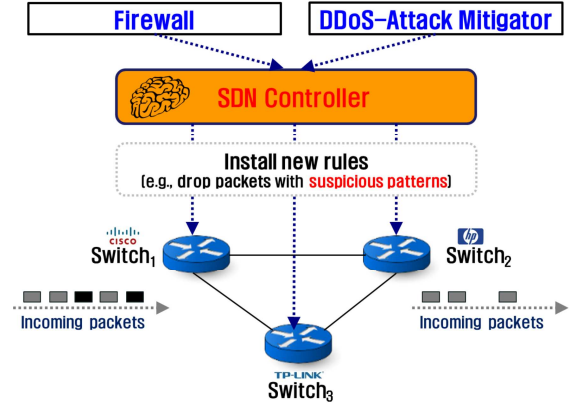 Firewall
DDoS-Attack Mitigator
SDN Controller
Install new rules
(e.g., drop packets with suspicious patterns)
CISCO
Switch1
hp
Switch2
Incoming packets
Incoming packets
TP-LINK
Switch3